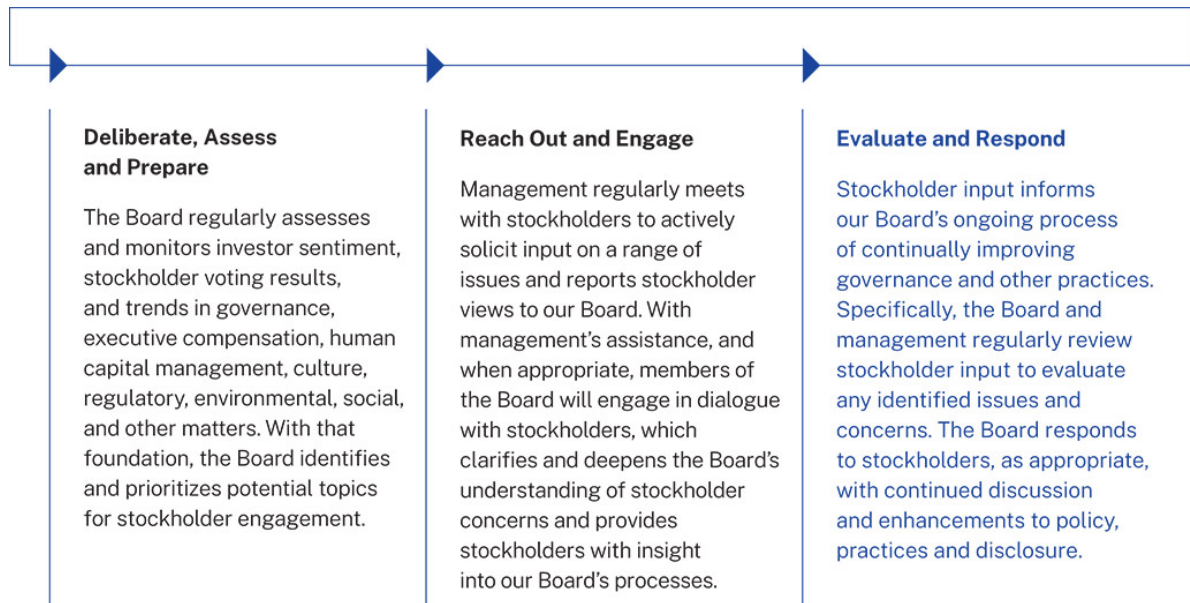 Deliberate, Assess
and Prepare
The Board regularly assesses
and monitors investor sentiment,
stockholder voting results,
and trends in governance,
executive compensation, human
capital management, culture,
regulatory, environmental, social,
and other matters. With that
foundation, the Board identifies
and prioritizes potential topics
for stockholder engagement.
Reach Out and Engage
Management regularly meets
with stockholders to actively
solicit input on a range of
issues and reports stockholder
views to our Board. With
management’s assistance, and
when appropriate, members of
the Board will engage in dialogue
with stockholders, which
clarifies and deepens the Board’s
understanding of stockholder
concerns and provides
stockholders with insight
into our Board’s processes.
Evaluate and Respond
Stockholder input informs
our Board’s ongoing process
of continually improving
governance and other practices.
Specifically, the Board and
management regularly review
stockholder input to evaluate
any identified issues and
concerns. The Board responds
to stockholders, as appropriate,
with continued discussion
and enhancements to policy,
practices and disclosure.